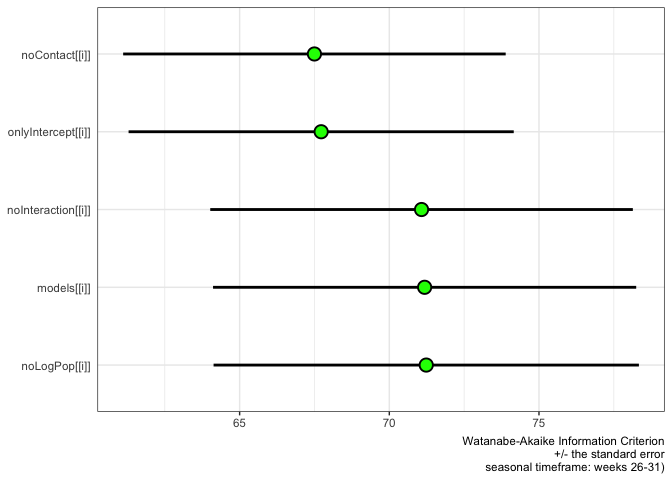 noContact[[i]]
onlyIntercept[[i]]
noInteraction[[i]]
models[[i]]
noLogPop[[i]]
65
70
75
Watanabe-Akaike Information Criterion
+/- the standard error
seasonal timeframe: weeks 26-31)